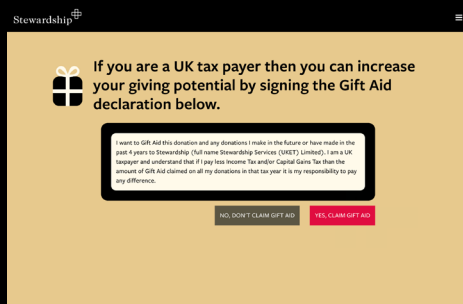 Stewardship
If you are a UK tax payer then you can increase
your giving potential by signing the Gift Aid
declaration below.
I want to Gift Aid this donation and any donations I make in the future or have made in the
past 4 years to Stewardship (full name Stewardship Services (UKET) Limited). I am a UK
taxpayer and understand that if I pay less Income Tax and/or Capital Gains Tax than the
amount of Gift Aid claimed on all my donations in that tax year it is my responsibility to pay
any difference.
NO, DON'T CLAIM GIFT AID
YES, CLAIM GIFT AID